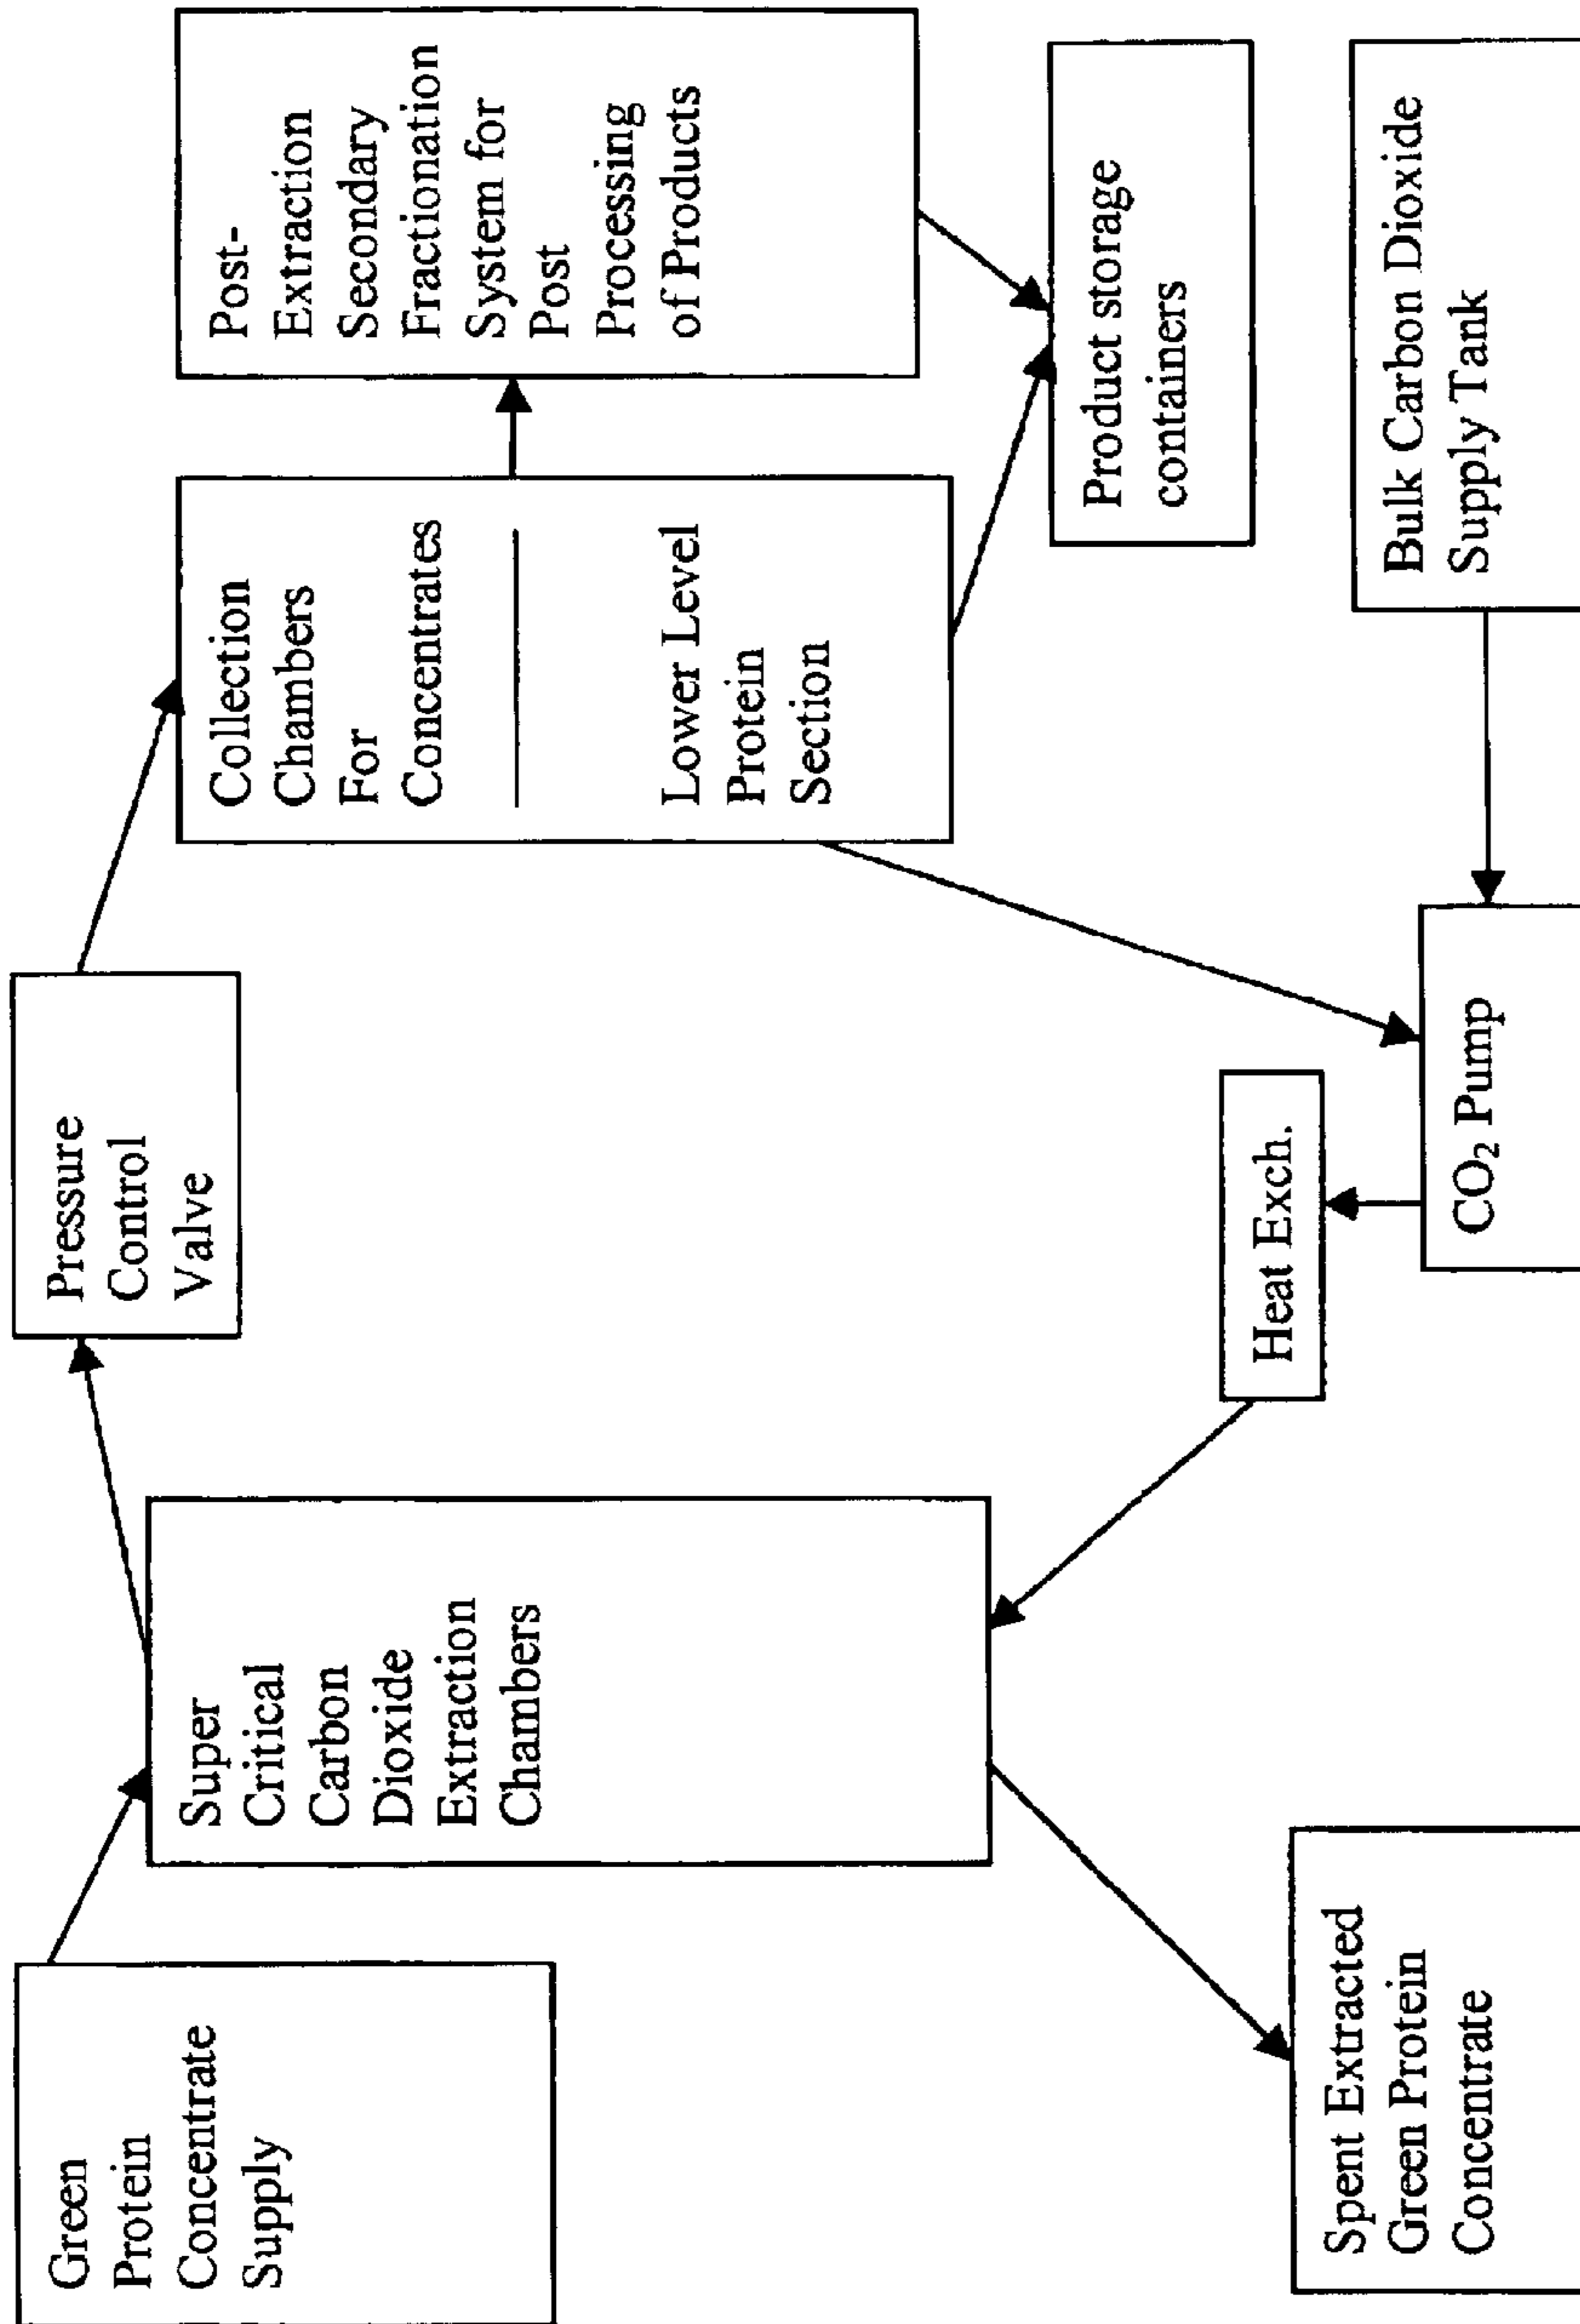 Green
Protein
Concentrate
Supply
Super
Critical
Carbon
Dioxide
Extraction
Chambers
Pressure
Control
Valve
Collection
Chambers
For
Concentrates
Lower Level
Protein
Section
Post-
Extraction
Secondary
Fractionation
System for
Post
Processing
of Products
Product storage
containers
Spent Extracted
Green Protein
Concentrate
Heat Exch.
CO₂ Pump
Bulk Carbon Dioxide
Supply Tank